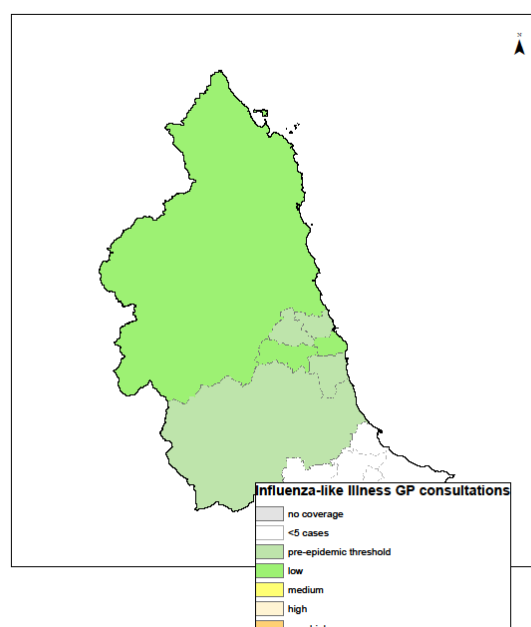 Influenza-like Illness GP consultations
no coverage
<5 cases
pre-epidemic threshold
low
medium
high